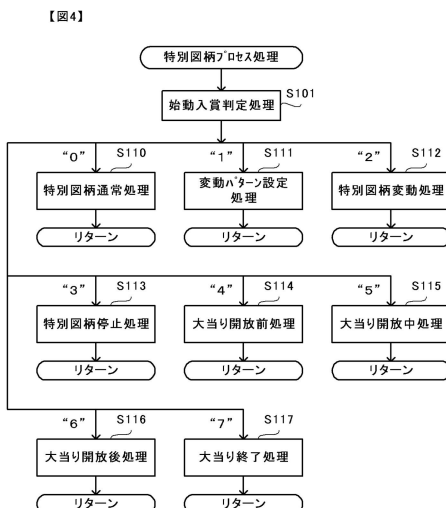 【図4】
特別図柄プロセス処理
S101
始動入賞判定処理
“0” S110 “1” S111 “2” S112
特別図柄通常処理
変動パターン設定
処理
特別図柄変動処理
リターン リターン リターン
“3” S113 “4” S114 “5” S115
特別図柄停止処理 大当り開放前処理 大当り開放中処理
リターン リターン リターン
“6” S116 “7” S117
大当り開放後処理 大当り終了処理
リターン リターン